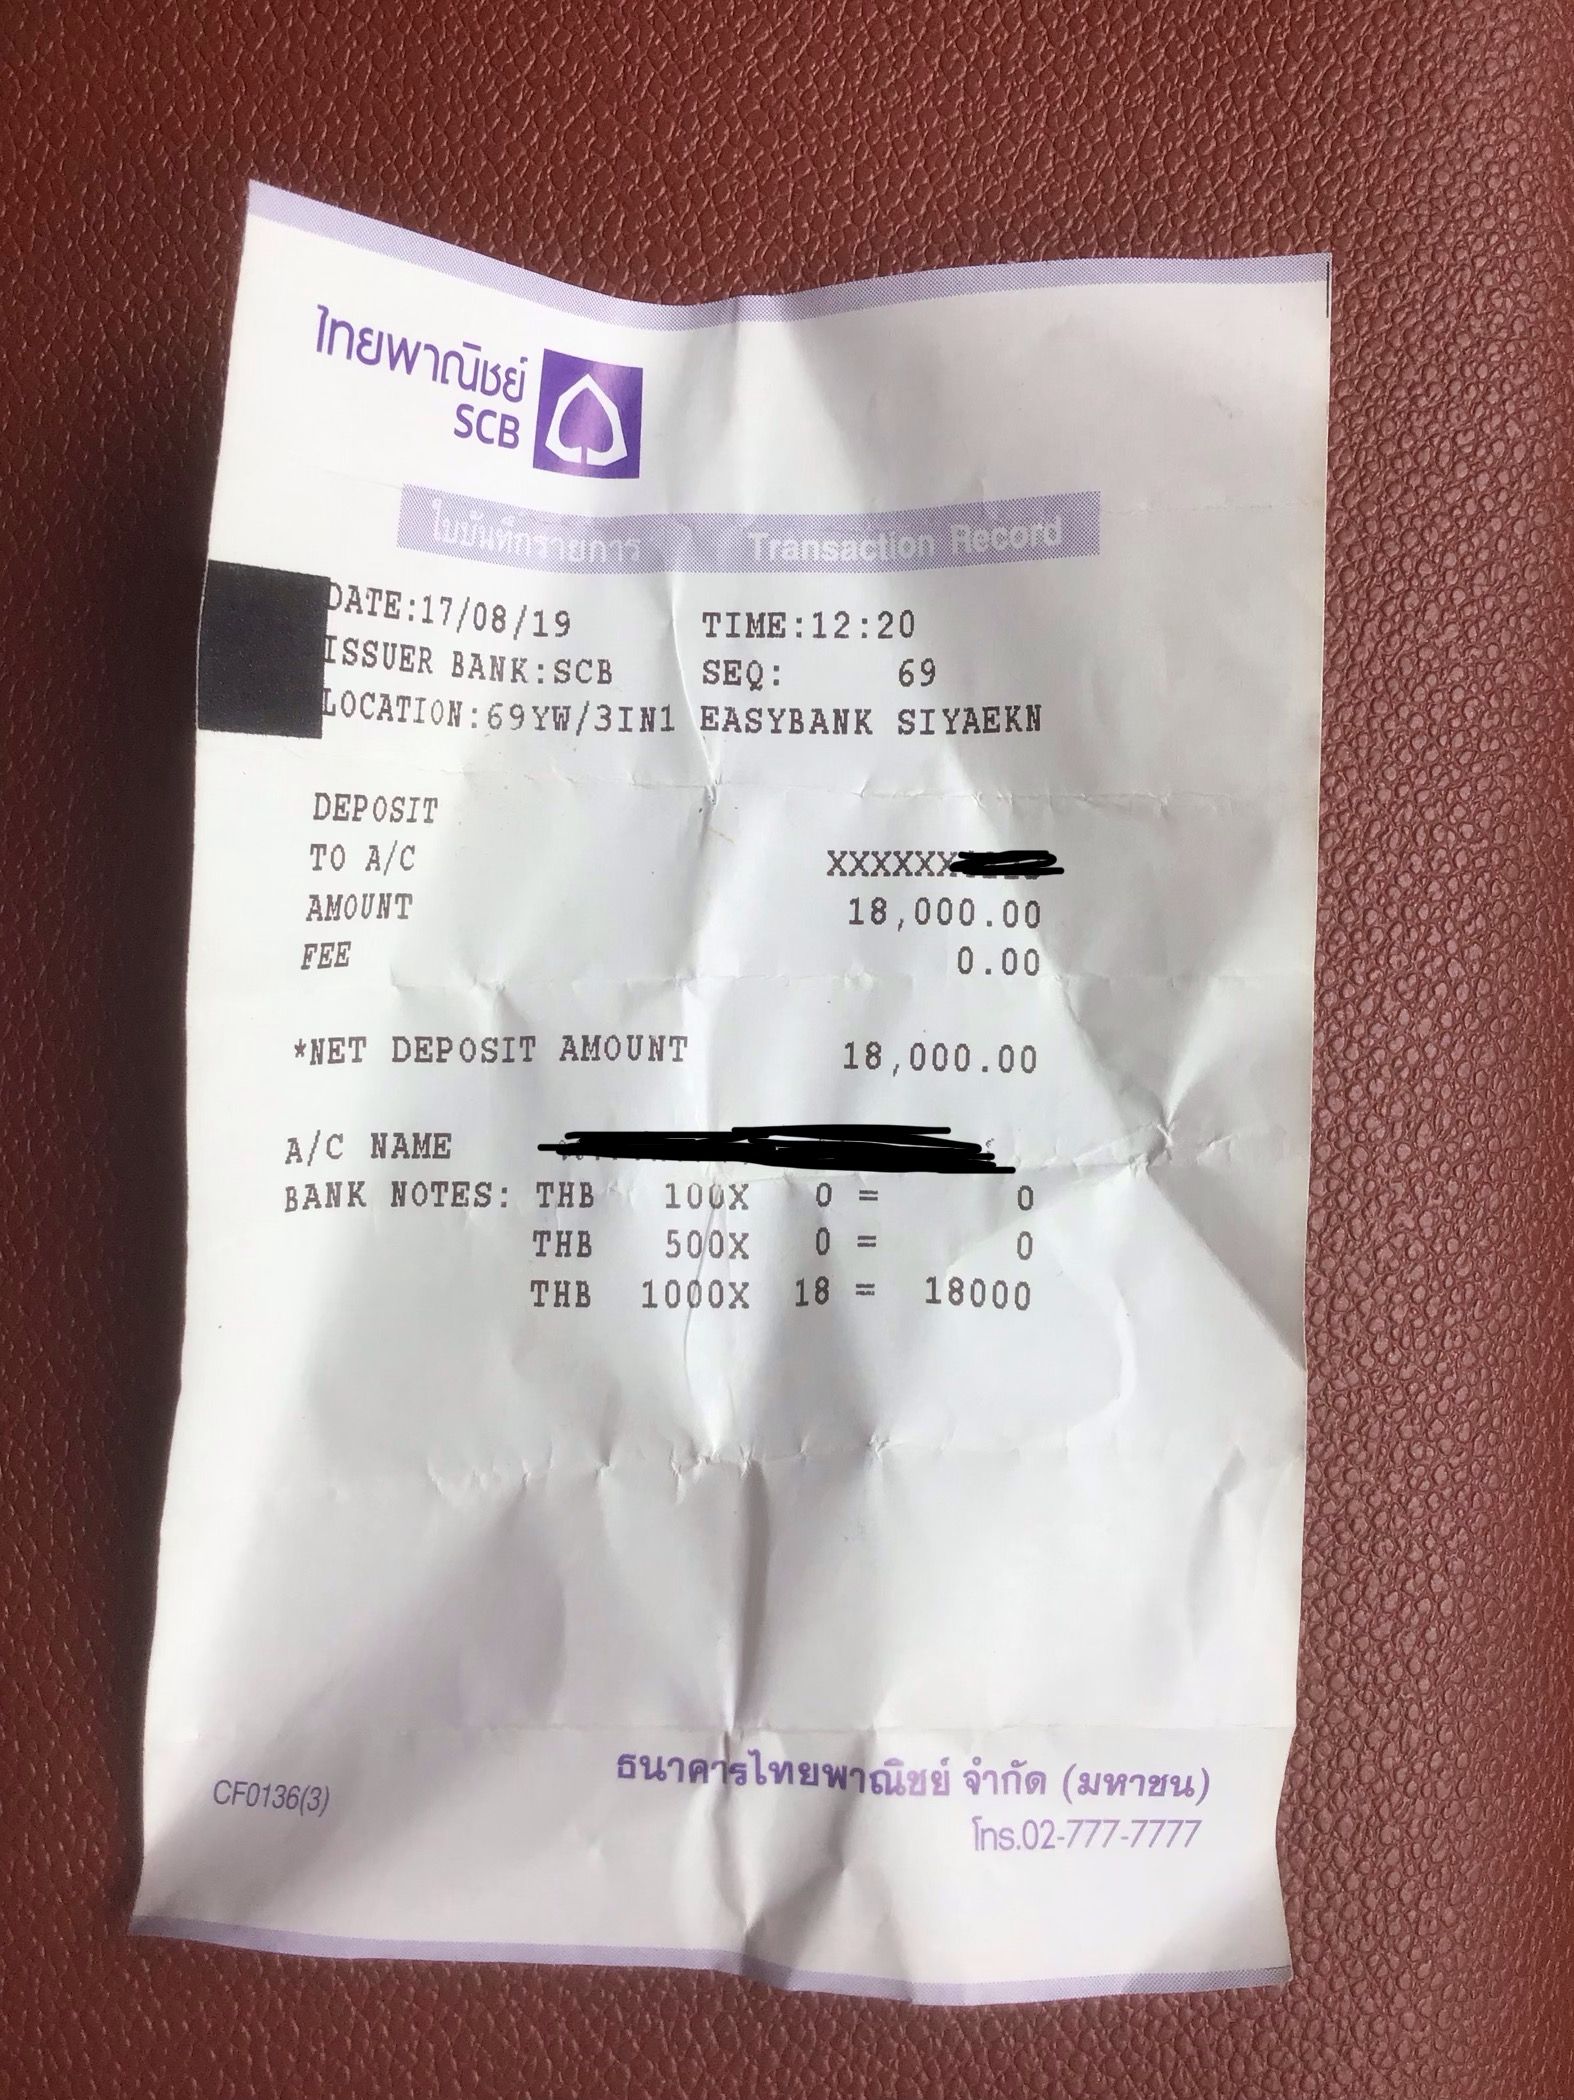 ไทยพาณิชย์
SCB
ใบบันทึกรายการ Transaction Record
DATE:17/08/19 TIME:12:20
ISSUER BANK:SCB SEQ: 69
LOCATION:69YW/3IN1 EASYBANK SIYAEKN
DEPOSIT
TO A/C XXXXXX
AMOUNT 18,000.00
FEE 0.00
*NET DEPOSIT AMOUNT 18,000.00
A/C NAME
BANK NOTES: THB 100X 0 = 0
THB 500X 0 = 0
THB 1000X 18 = 18000
ธนาคารไทยพาณิชย์ จำกัด (มหาชน)
CF0136(3)
โทร.02-777-7777